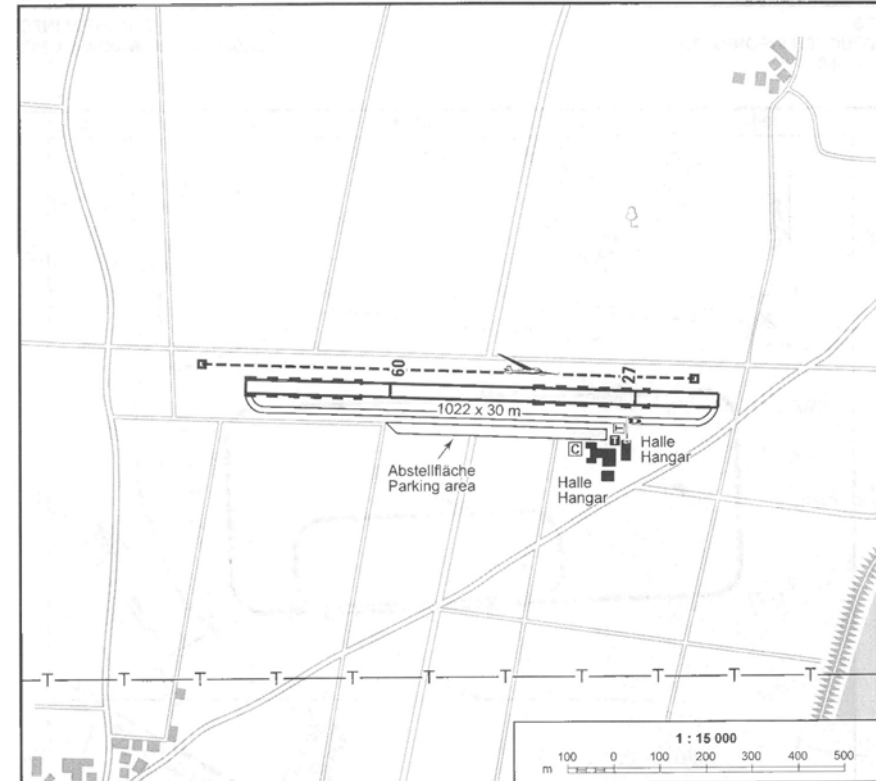 09
27
1022 x 30 m
T
Halle
Hangar
T
C
Abstellfläche
Parking area
Halle
Hangar
T T T T T T T T T T T
1 : 15 000
m 100 0 100 200 300 400 500